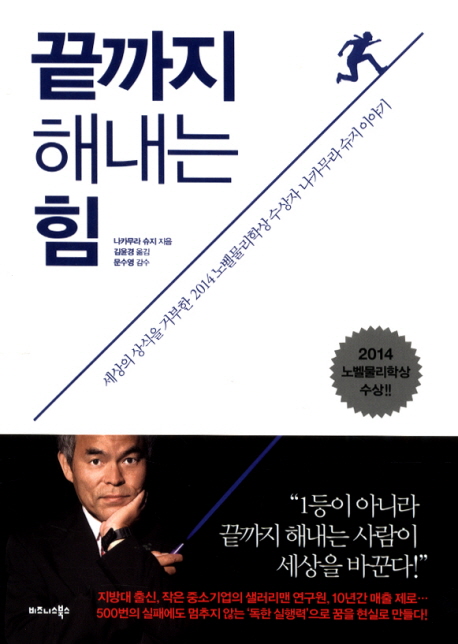 끝까지
해내는
힘
나카무라 슈지 지음
김윤경 옮김
문수영 감수
세상의 상식을 거부한 2014 노벨물리학상 수상자 나카무라 슈지 이야기
2014
노벨물리학상
수상!!
“1등이 아니라
끝까지 해내는 사람이
세상을 바꾼다!”
지방대 출신, 작은 중소기업의 샐러리맨 연구원, 10년간 매출 제로…
500번의 실패에도 멈추지 않는 ‘독한 실행력’으로 꿈을 현실로 만들다!
비즈니스북스